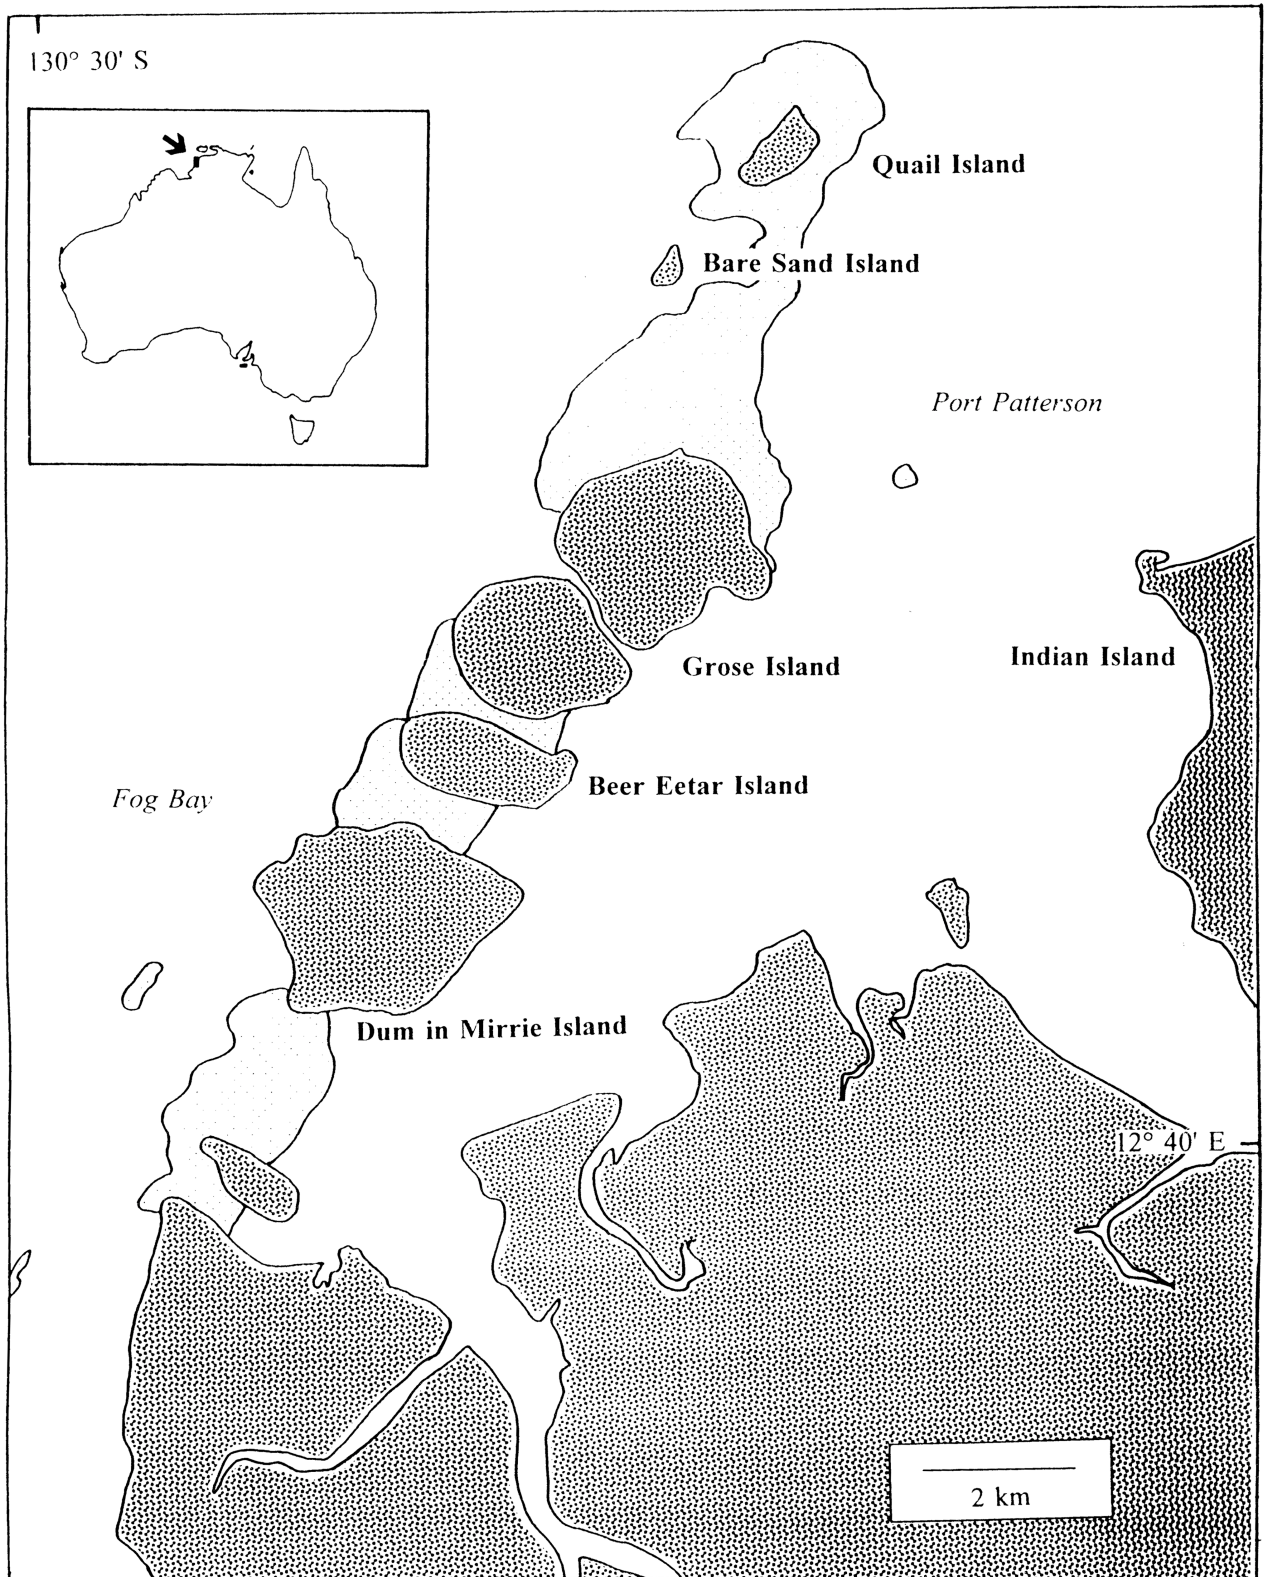 130° 30' S
Quail Island
Bare Sand Island
Port Patterson
Indian Island
Grose Island
Beer Eetar Island
Fog Bay
Dum in Mirrie Island
12° 40' E
2 km